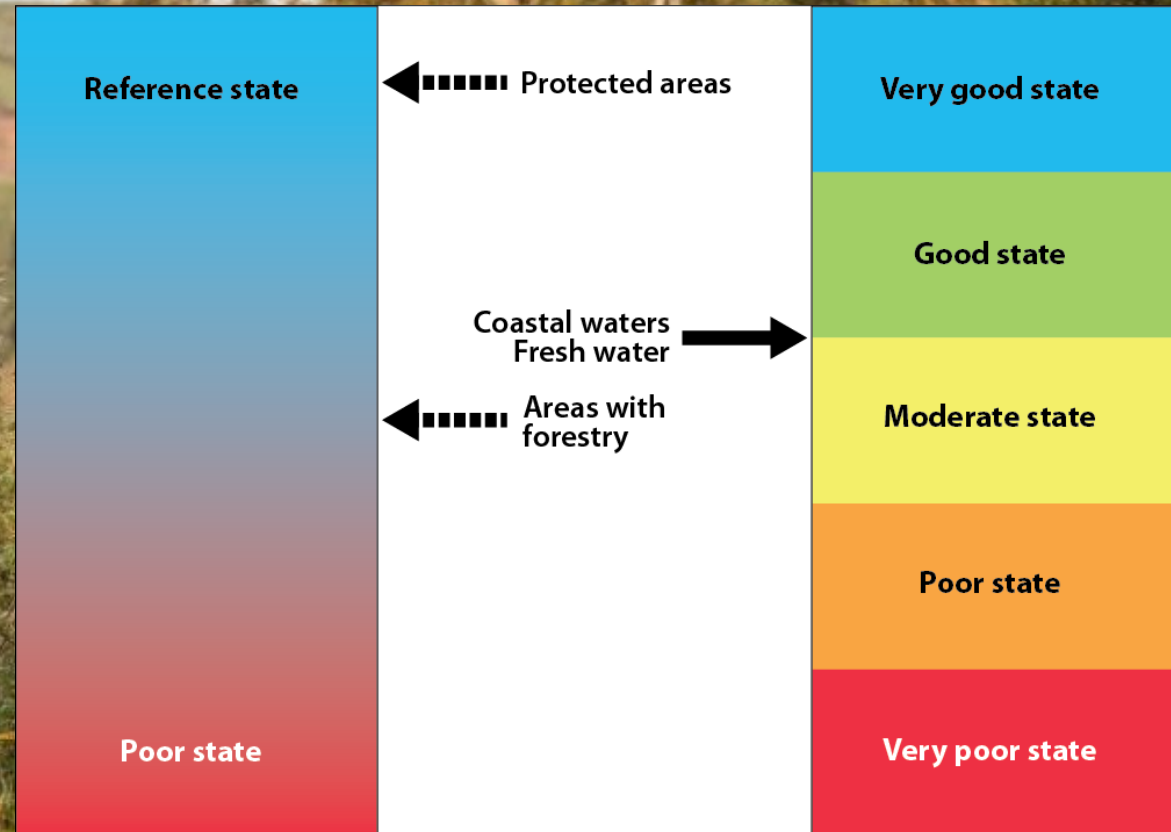 Reference state
Poor state
Protected areas
Coastal waters
Fresh water
Areas with
forestry
Very good state
Good state
Moderate state
Poor state
Very poor state